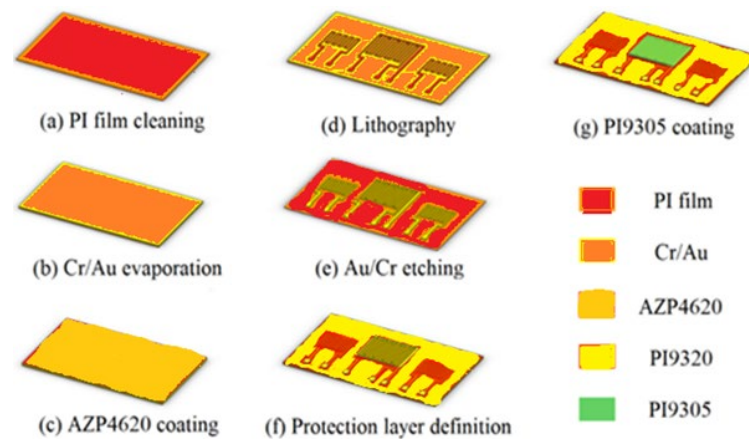 (a) PI film cleaning
(b) Cr/Au evaporation
(c) AZP4620 coating
(d) Lithography
(e) Au/Cr etching
(f) Protection layer definition
(g) PI9305 coating
PI film
Cr/Au
AZP4620
PI9320
PI9305